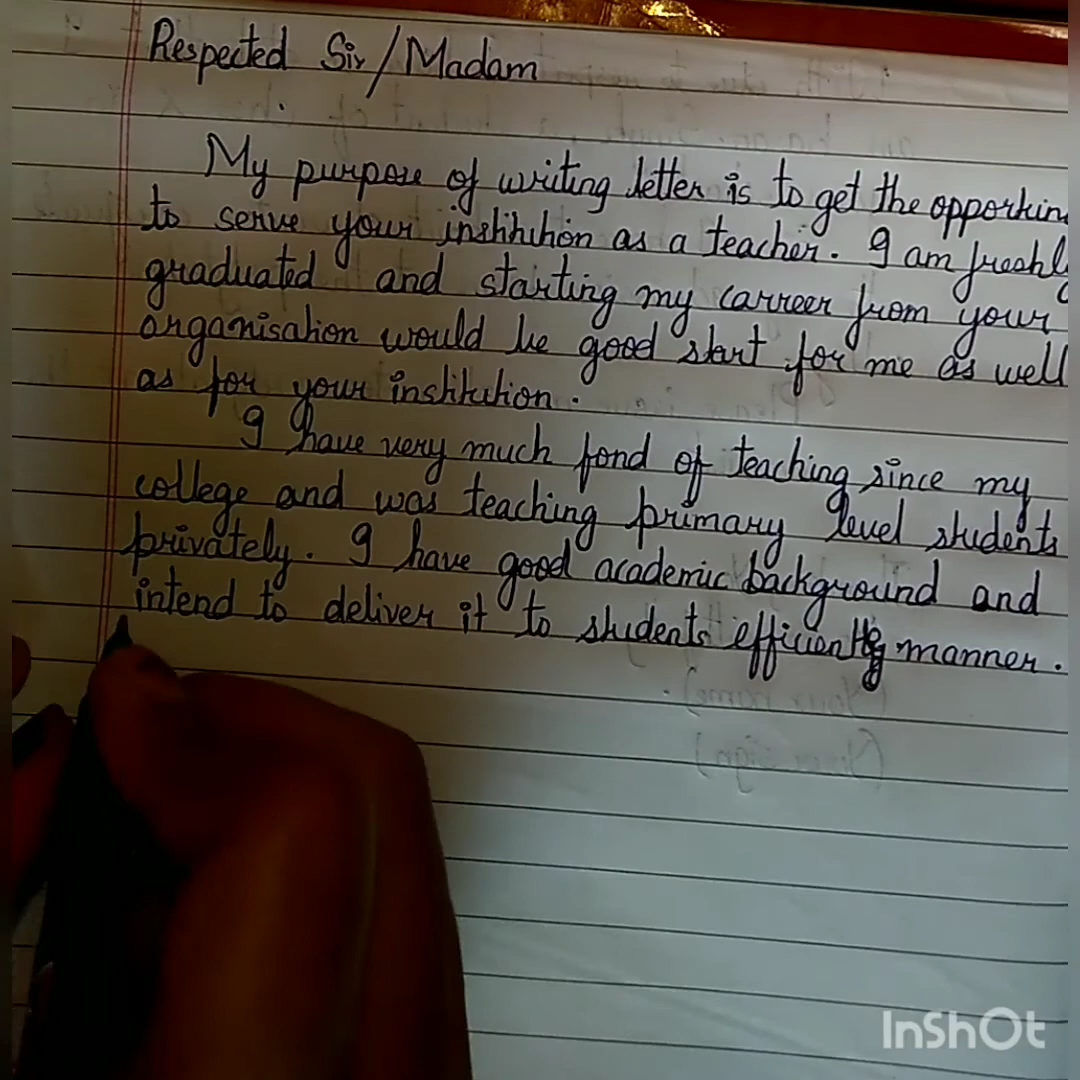 Respected Sir/Madam
My purpose of writing letter is to get the
to serve your institution as a teacher. I am freshly
graduated and starting my carreer from your
organisation would be good start for me as well
as for your institution.
I have very much fond of teaching since my
college and was teaching primary level students
privately. I have good academic background and
intend to deliver it to students manner.
InShOt